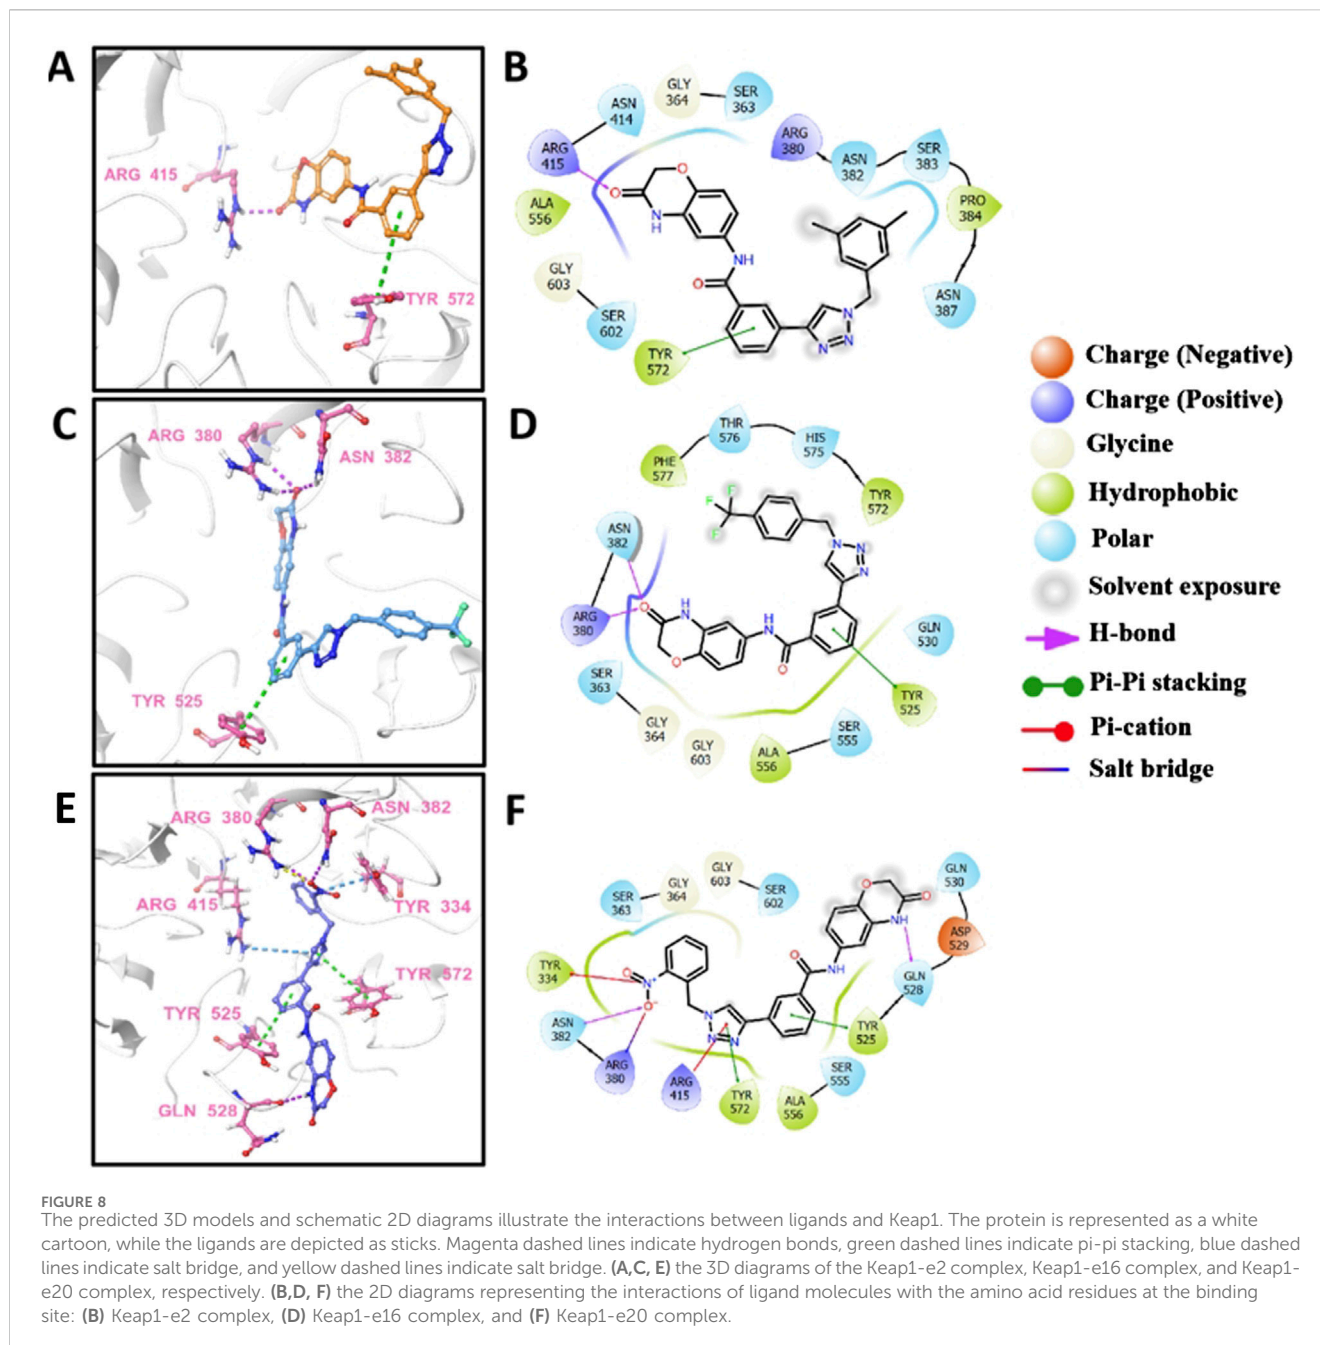 A
ARG 415
TYR 572
B
GLY
364
SER
363
ASN
414
ARG
415
ARG
380
ASN
382
SER
383
PRO
384
ALA
556
O
O
N
H
NH
O
GLY
603
SER
602
ASN
387
TYR
572
N
N
N
C
ARG 380
ASN 382
TYR 525
D
THR
576
HIS
575
PHE
577
TYR
572
F
F
F
ASN
382
N
N
N
ARG
380
O
H
N
H
N
O
O
GLN
530
SER
363
GLY
364
GLY
603
ALA
556
SER
555
TYR
525
E
ARG 380
ASN 382
ARG 415
TYR 334
TYR 572
TYR 525
GLN 528
F
SER
363
GLY
364
GLY
603
SER
602
GLN
530
O
O
NH
ASP
529
TYR
334
O
N+
O-
O
NH
GLN
528
ASN
382
N
N
N
TYR
525
ARG
380
ARG
415
TYR
572
ALA
556
SER
555
Charge (Negative)
Charge (Positive)
Glycine
Hydrophobic
Polar
Solvent exposure
H-bond
Pi-Pi stacking
Pi-cation
Salt bridge
FIGURE 8
The predicted 3D models and schematic 2D diagrams illustrate the interactions between ligands and Keap1. The protein is represented as a white
cartoon, while the ligands are depicted as sticks. Magenta dashed lines indicate hydrogen bonds, green dashed lines indicate pi-pi stacking, blue dashed
lines indicate salt bridge, and yellow dashed lines indicate salt bridge. (A,C, E) the 3D diagrams of the Keap1-e2 complex, Keap1-e16 complex, and Keap1-
e20 complex, respectively. (B,D, F) the 2D diagrams representing the interactions of ligand molecules with the amino acid residues at the binding
site: (B) Keap1-e2 complex, (D) Keap1-e16 complex, and (F) Keap1-e20 complex.